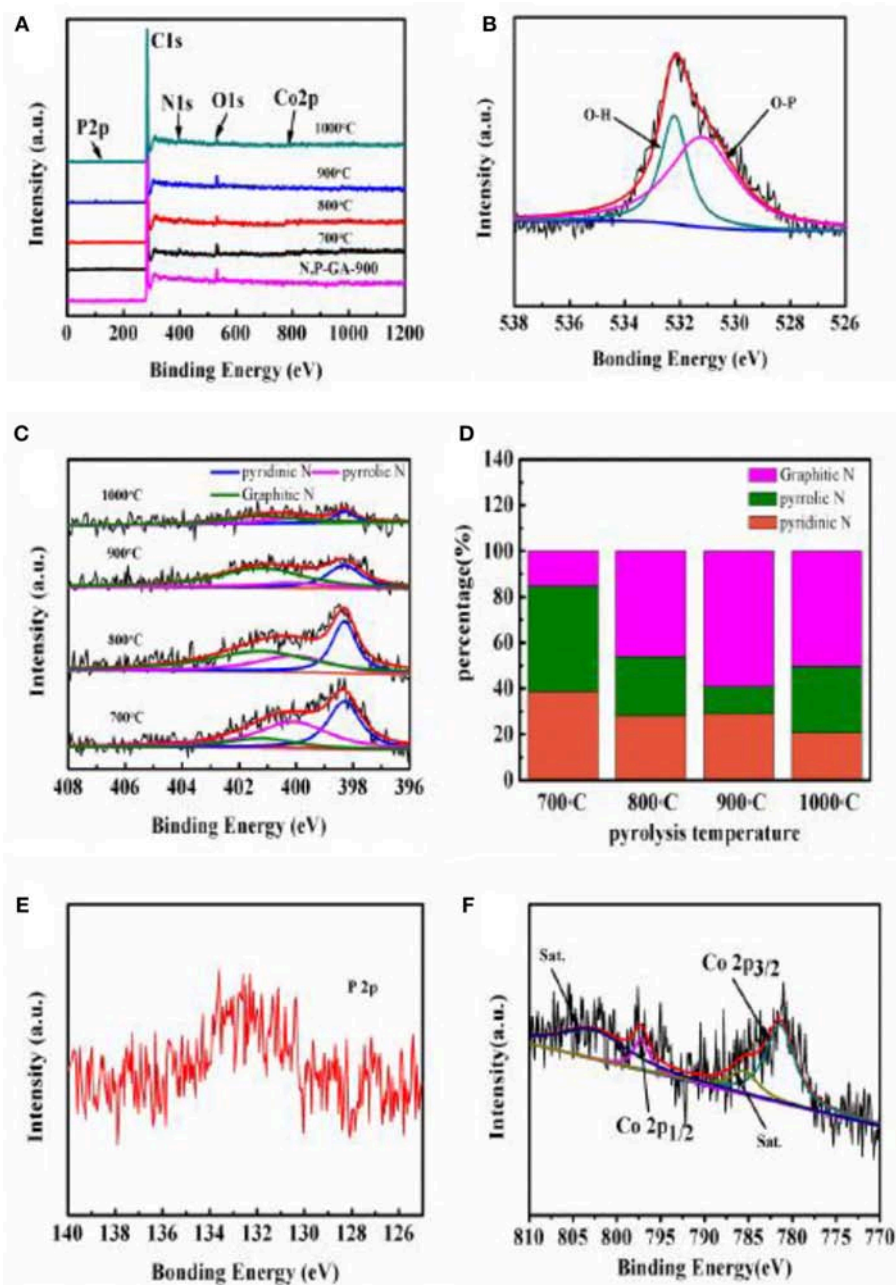 A
C1s
N1s
O1s
Co2p
P2p
1000°C
900°C
800°C
700°C
N.P-GA-900
Intensity (a.u.)
0 200 400 600 800 1000 1200
Binding Energy (eV)
B
O-H
O-P
Intensity (a.u.)
538 536 534 532 530 528 526
Bonding Energy (eV)
C
pyridinic N
pyrrolic N
Graphitic N
1000°C
900°C
800°C
700°C
Intensity (a.u.)
408 406 404 402 400 398 396
Binding Energy (eV)
D
140
120
100
80
60
40
20
0
Graphitic N
pyrrolic N
pyridinic N
percentage(%)
700°C 800°C 900°C 1000°C
pyrolysis temperature
E
P 2p
Intensity (a.u.)
140 138 136 134 132 130 128 126
Bonding Energy (eV)
F
Sat.
Co 2p3/2
Co 2p1/2
Sat.
Intensity(a.u.)
810 805 800 795 790 785 780 775 770
Binding Energy(eV)